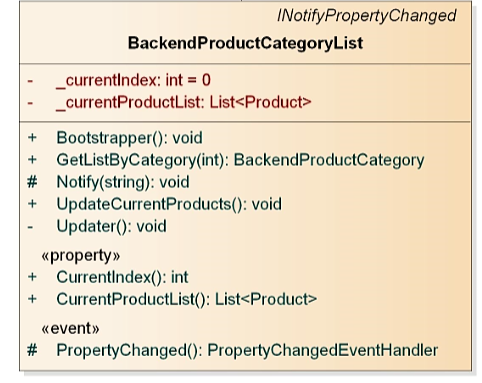 INotifyPropertyChanged
BackendProductCategoryList
- _currentIndex: int = 0
- _currentProductList: List<Product>
+ Bootstrapper(): void
+ GetListByCategory(int): BackendProductCategory
# Notify(string): void
+ UpdateCurrentProducts(): void
- Updater(): void
«property»
+ CurrentIndex(): int
+ CurrentProductList(): List<Product>
«event»
# PropertyChanged(): PropertyChangedEventHandler